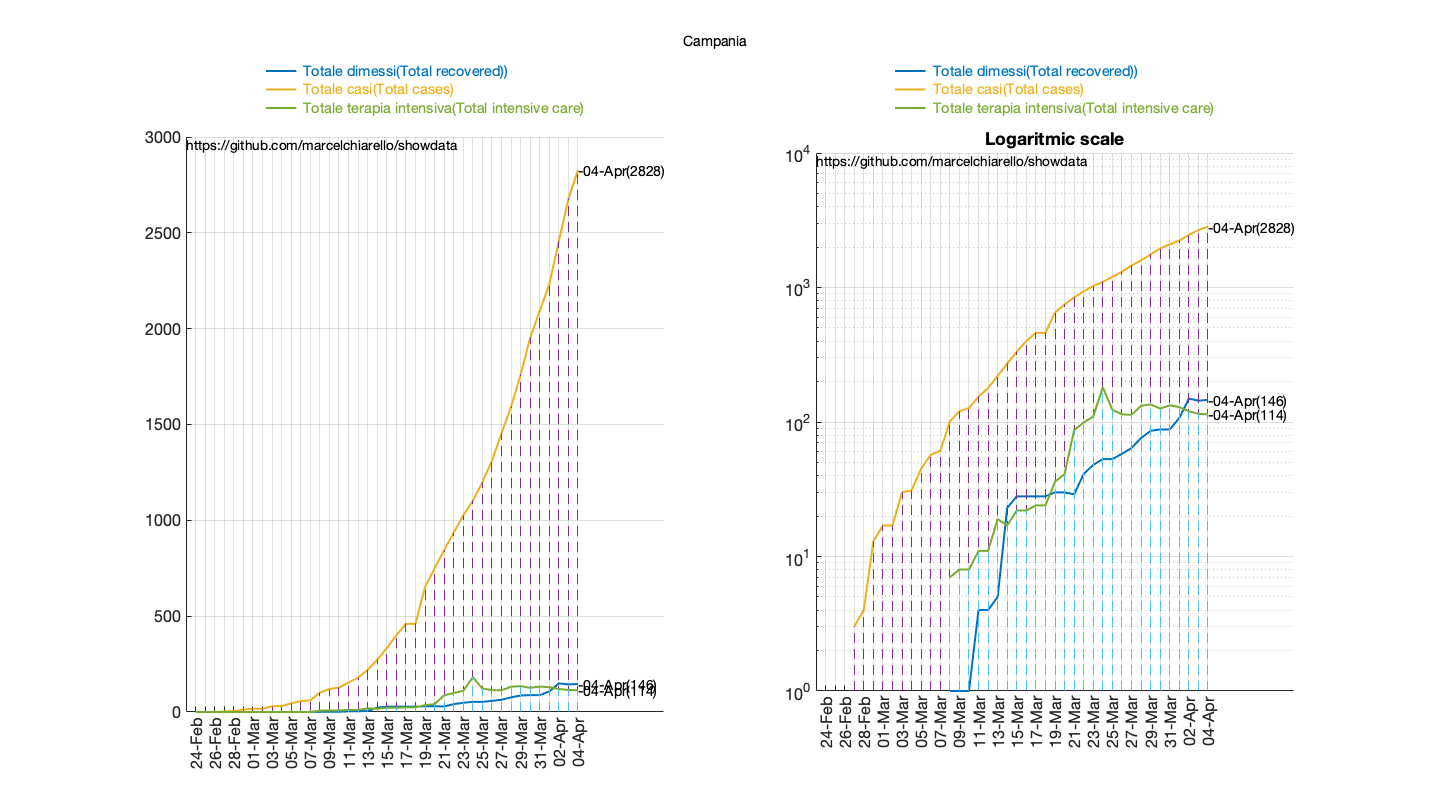 Campania
Totale dimessi(Total recovered))
Totale casi(Total cases)
Totale terapia intensiva(Total intensive care)
3000
2500
2000
1500
1000
500
0
https://github.com/marcelchiarello/showdata
-04-Apr(2828)
-04-Apr(146)
-04-Apr(114)
24-Feb
26-Feb
28-Feb
01-Mar
03-Mar
05-Mar
07-Mar
09-Mar
11-Mar
13-Mar
15-Mar
17-Mar
19-Mar
21-Mar
23-Mar
25-Mar
27-Mar
29-Mar
31-Mar
02-Apr
04-Apr
Totale dimessi(Total recovered))
Totale casi(Total cases)
Totale terapia intensiva(Total intensive care)
Logaritmic scale
10^4
10^3
10^2
10^1
10^0
https://github.com/marcelchiarello/showdata
-04-Apr(2828)
-04-Apr(146)
-04-Apr(114)
24-Feb
26-Feb
28-Feb
01-Mar
03-Mar
05-Mar
07-Mar
09-Mar
11-Mar
13-Mar
15-Mar
17-Mar
19-Mar
21-Mar
23-Mar
25-Mar
27-Mar
29-Mar
31-Mar
02-Apr
04-Apr